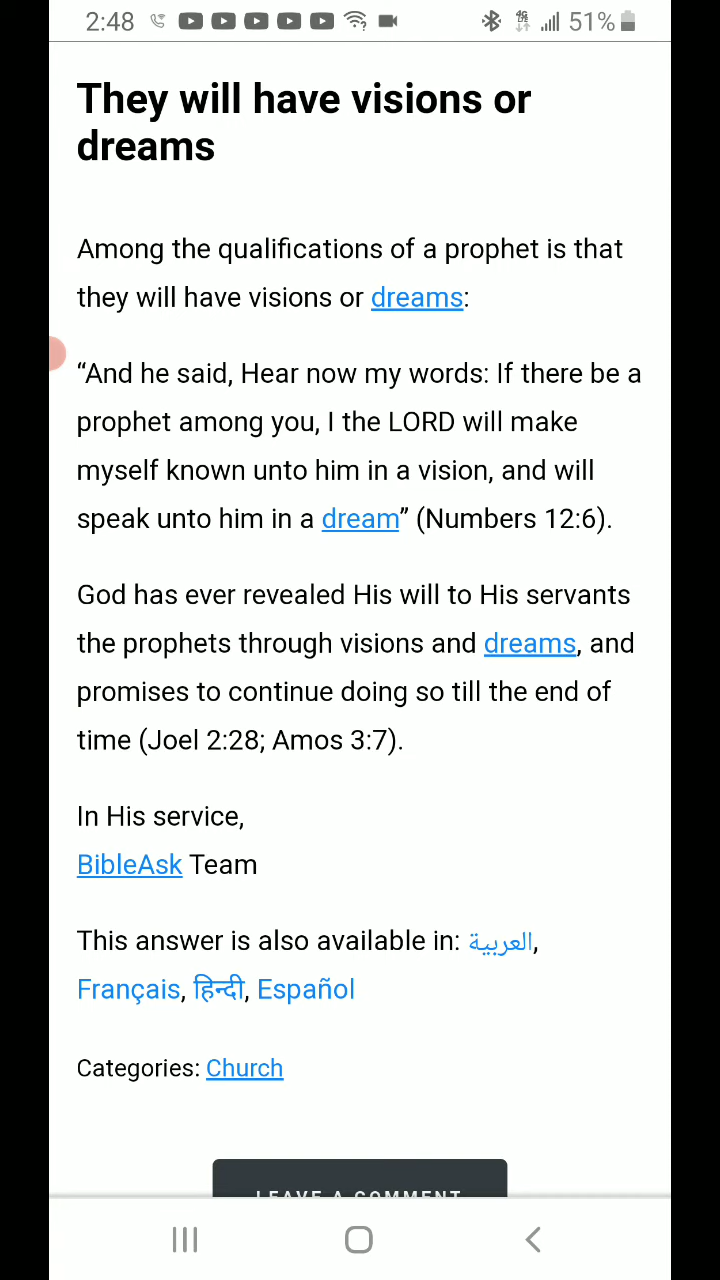 2:48 51%
They will have visions or
dreams
Among the qualifications of a prophet is that
they will have visions or dreams:
“And he said, Hear now my words: If there be a
prophet among you, I the LORD will make
myself known unto him in a vision, and will
speak unto him in a dream” (Numbers 12:6).
God has ever revealed His will to His servants
the prophets through visions and dreams, and
promises to continue doing so till the end of
time (Joel 2:28; Amos 3:7).
In His service,
BibleAsk Team
This answer is also available in: العربية,
Français, हिन्दी, Español
Categories: Church
LEAVE A COMMENT